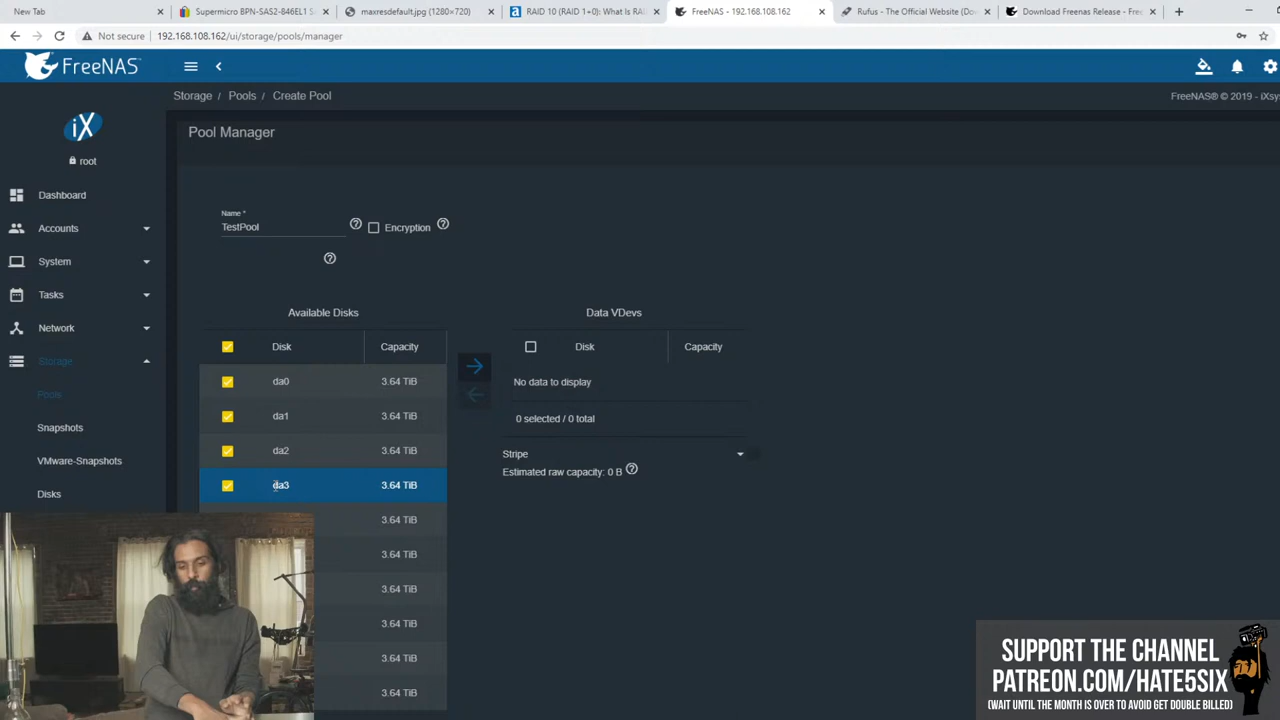 New Tab
Supermicro BPN-SAS2-846EL1 S
maxresdefault.jpg (1280×720)
RAID 10 (RAID 1+0): What Is RAI
FreeNAS - 192.168.108.162
Rufus - The Official Website (Do
Download Freenas Release - Free
Not secure
192.168.108.162/ui/storage/pools/manager
FreeNAS
Storage / Pools / Create Pool
FreeNAS® © 2019 - iXsy
iX
root
Dashboard
Accounts
System
Tasks
Network
Storage
Pools
Snapshots
VMware-Snapshots
Disks
Pool Manager
Name *
TestPool
Encryption
Available Disks
Disk
Capacity
da0 3.64 TiB
da1 3.64 TiB
da2 3.64 TiB
da3 3.64 TiB
3.64 TiB
3.64 TiB
3.64 TiB
3.64 TiB
3.64 TiB
3.64 TiB
Data VDevs
Disk
Capacity
No data to display
0 selected / 0 total
Stripe
Estimated raw capacity: 0 B
SUPPORT THE CHANNEL
PATREON.COM/HATE5SIX
(WAIT UNTIL THE MONTH IS OVER TO AVOID GET DOUBLE BILLED)